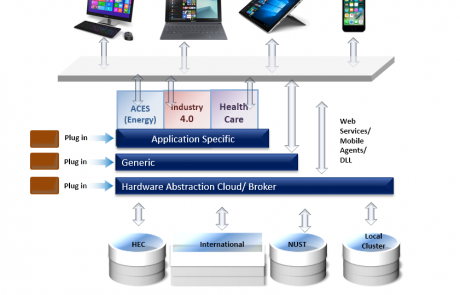 ACES
(Energy)
Industry
4.0
Health
Care
Plug in
Application Specific
Plug in
Generic
Plug in
Hardware Abstraction Cloud/ Broker
Web
Services/
Mobile
Agents/
DLL
HEC
International
NUST
Local
Cluster